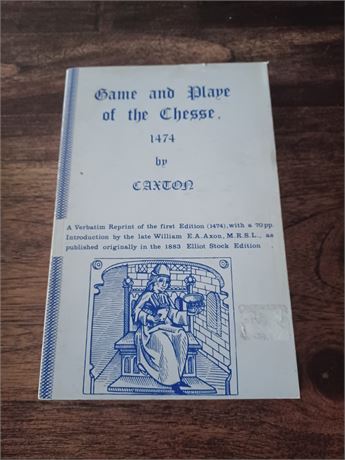 Game and Playe
of the Chesse.
1474
by
CAXTON
A Verbatim Reprint of the first Edition (1474), with a 70 pp.
Introduction by the late William E.A. Axon, M.R.S.L., as
published originally in the 1883 Elliot Stock Edition